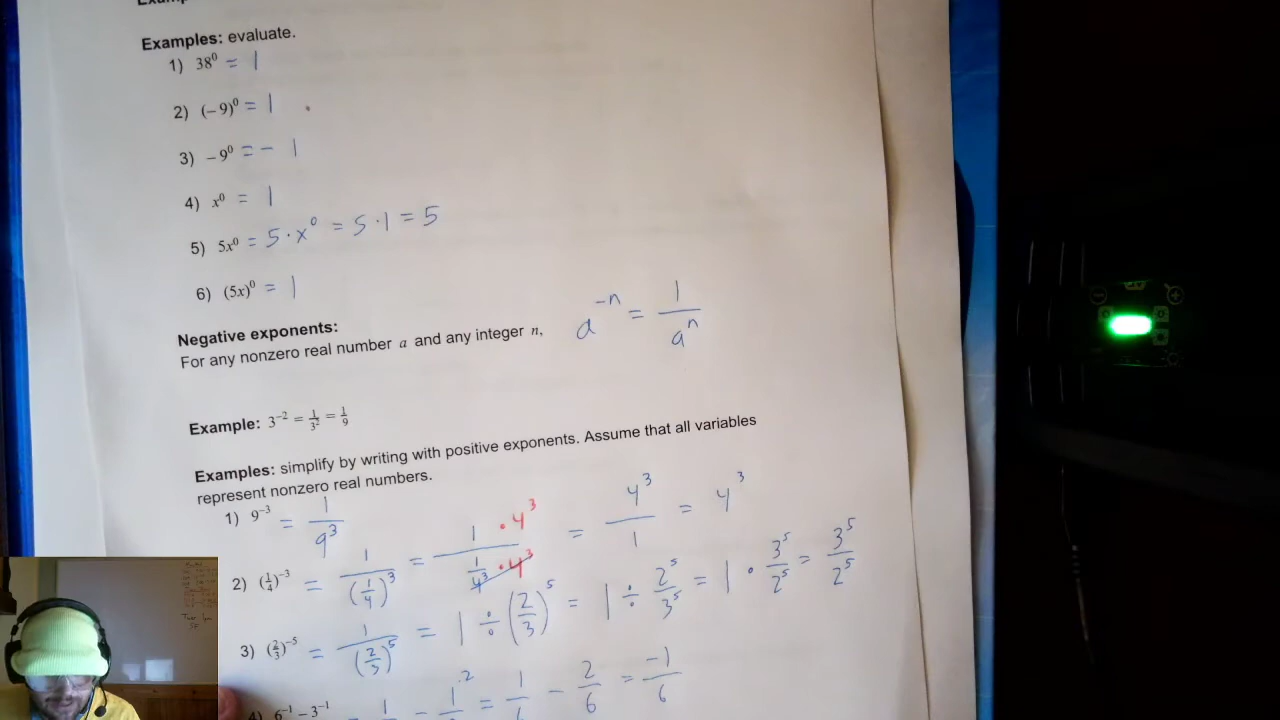 Examples: evaluate.
1) 38⁰ = 1
2) (−9)⁰ = 1
3) −9⁰ = − 1
4) x⁰ = 1
5) 5x⁰ = 5 · x⁰ = 5 · 1 = 5
6) (5x)⁰ = 1
Negative exponents:
For any nonzero real number a and any integer n, a⁻ⁿ = 1/aⁿ
Example: 3⁻² = 1/3² = 1/9
Examples: simplify by writing with positive exponents. Assume that all variables
represent nonzero real numbers.
1) 9⁻³ = 1/9³
2) (1/4)⁻³ = 1/(1/4)³ = (1 · 4³)/(1/4³ · 4³) = 4³/1 = 4³
3) (2/3)⁻⁵ = 1/(2/3)⁵ = 1 ÷ (2/3)⁵ = 1 ÷ 2⁵/3⁵ = 1 · 3⁵/2⁵ = 3⁵/2⁵
4) 6⁻¹ − 3⁻¹ = 1/ − 1·2/ = 1/6 − 2/6 = −1/6